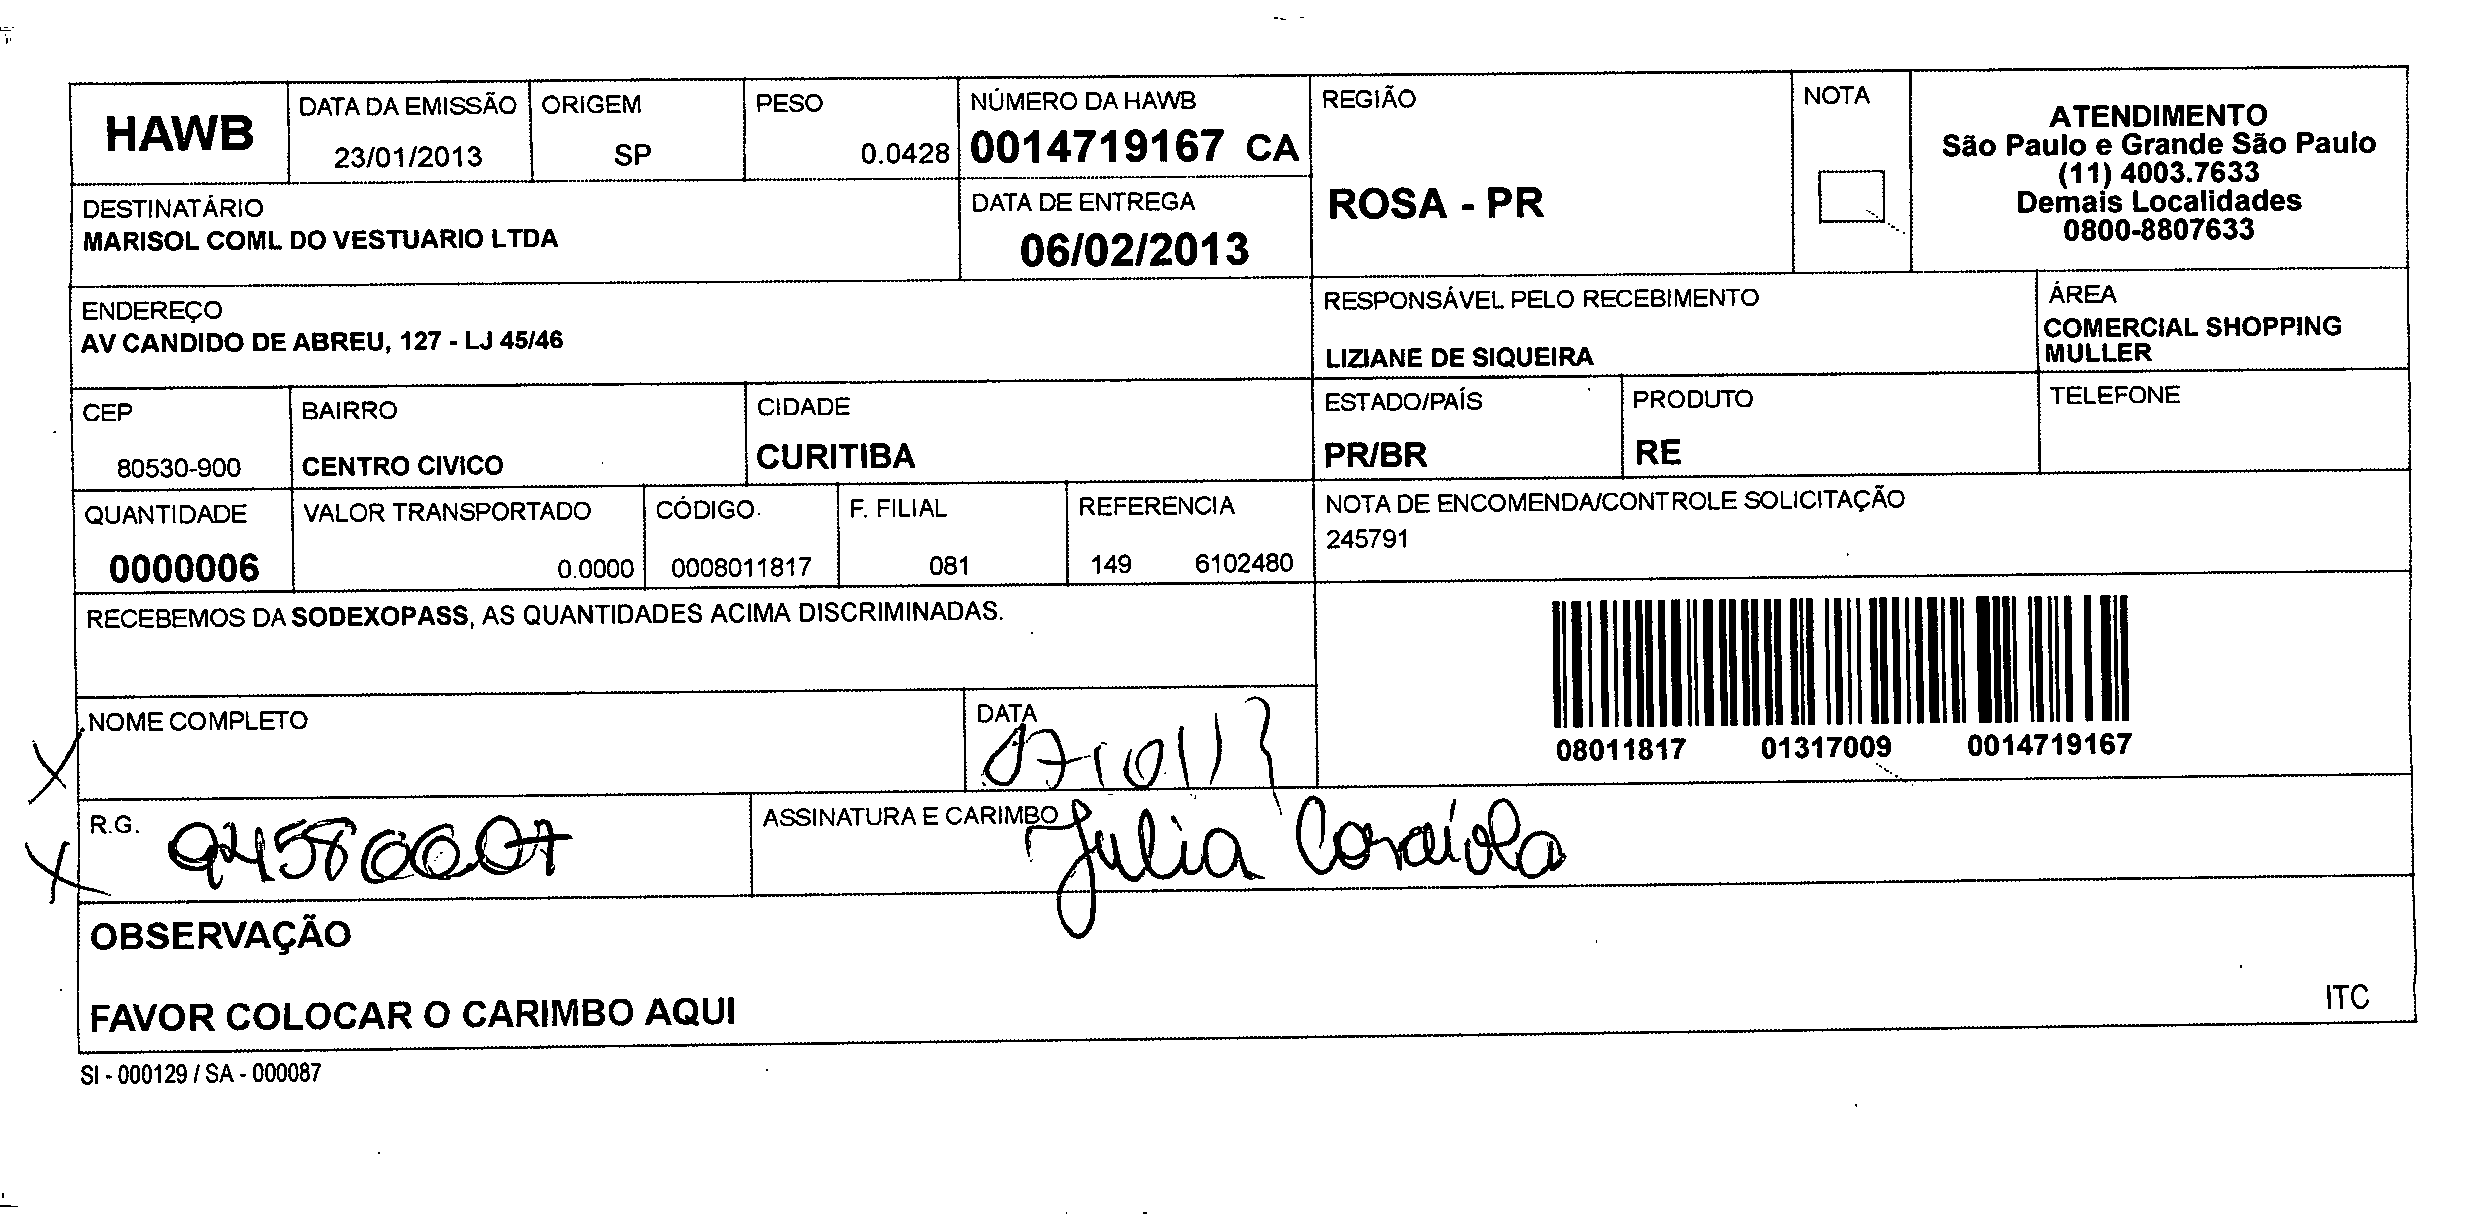 HAWB
DATA DA EMISSÃO
23/01/2013
ORIGEM
SP
PESO
0.0428
NÚMERO DA HAWB
0014719167 CA
REGIÃO
ROSA - PR
NOTA
ATENDIMENTO
São Paulo e Grande São Paulo
(11) 4003.7633
Demais Localidades
0800-8807633
DESTINATÁRIO
MARISOL COML DO VESTUARIO LTDA
DATA DE ENTREGA
06/02/2013
ENDEREÇO
AV CANDIDO DE ABREU, 127 - LJ 45/46
RESPONSÁVEL PELO RECEBIMENTO
LIZIANE DE SIQUEIRA
ÁREA
COMERCIAL SHOPPING
MULLER
CEP
80530-900
BAIRRO
CENTRO CIVICO
CIDADE
CURITIBA
ESTADO/PAÍS
PR/BR
PRODUTO
RE
TELEFONE
QUANTIDADE
0000006
VALOR TRANSPORTADO
0.0000
CÓDIGO
0008011817
F. FILIAL
081
REFERENCIA
149 6102480
NOTA DE ENCOMENDA/CONTROLE SOLICITAÇÃO
245791
RECEBEMOS DA SODEXOPASS, AS QUANTIDADES ACIMA DISCRIMINADAS.
08011817 01317009 0014719167
NOME COMPLETO
DATA
X
R.G.
ASSINATURA E CARIMBO
Julia
X
OBSERVAÇÃO
FAVOR COLOCAR O CARIMBO AQUI
ITC
SI - 000129 / SA - 000087